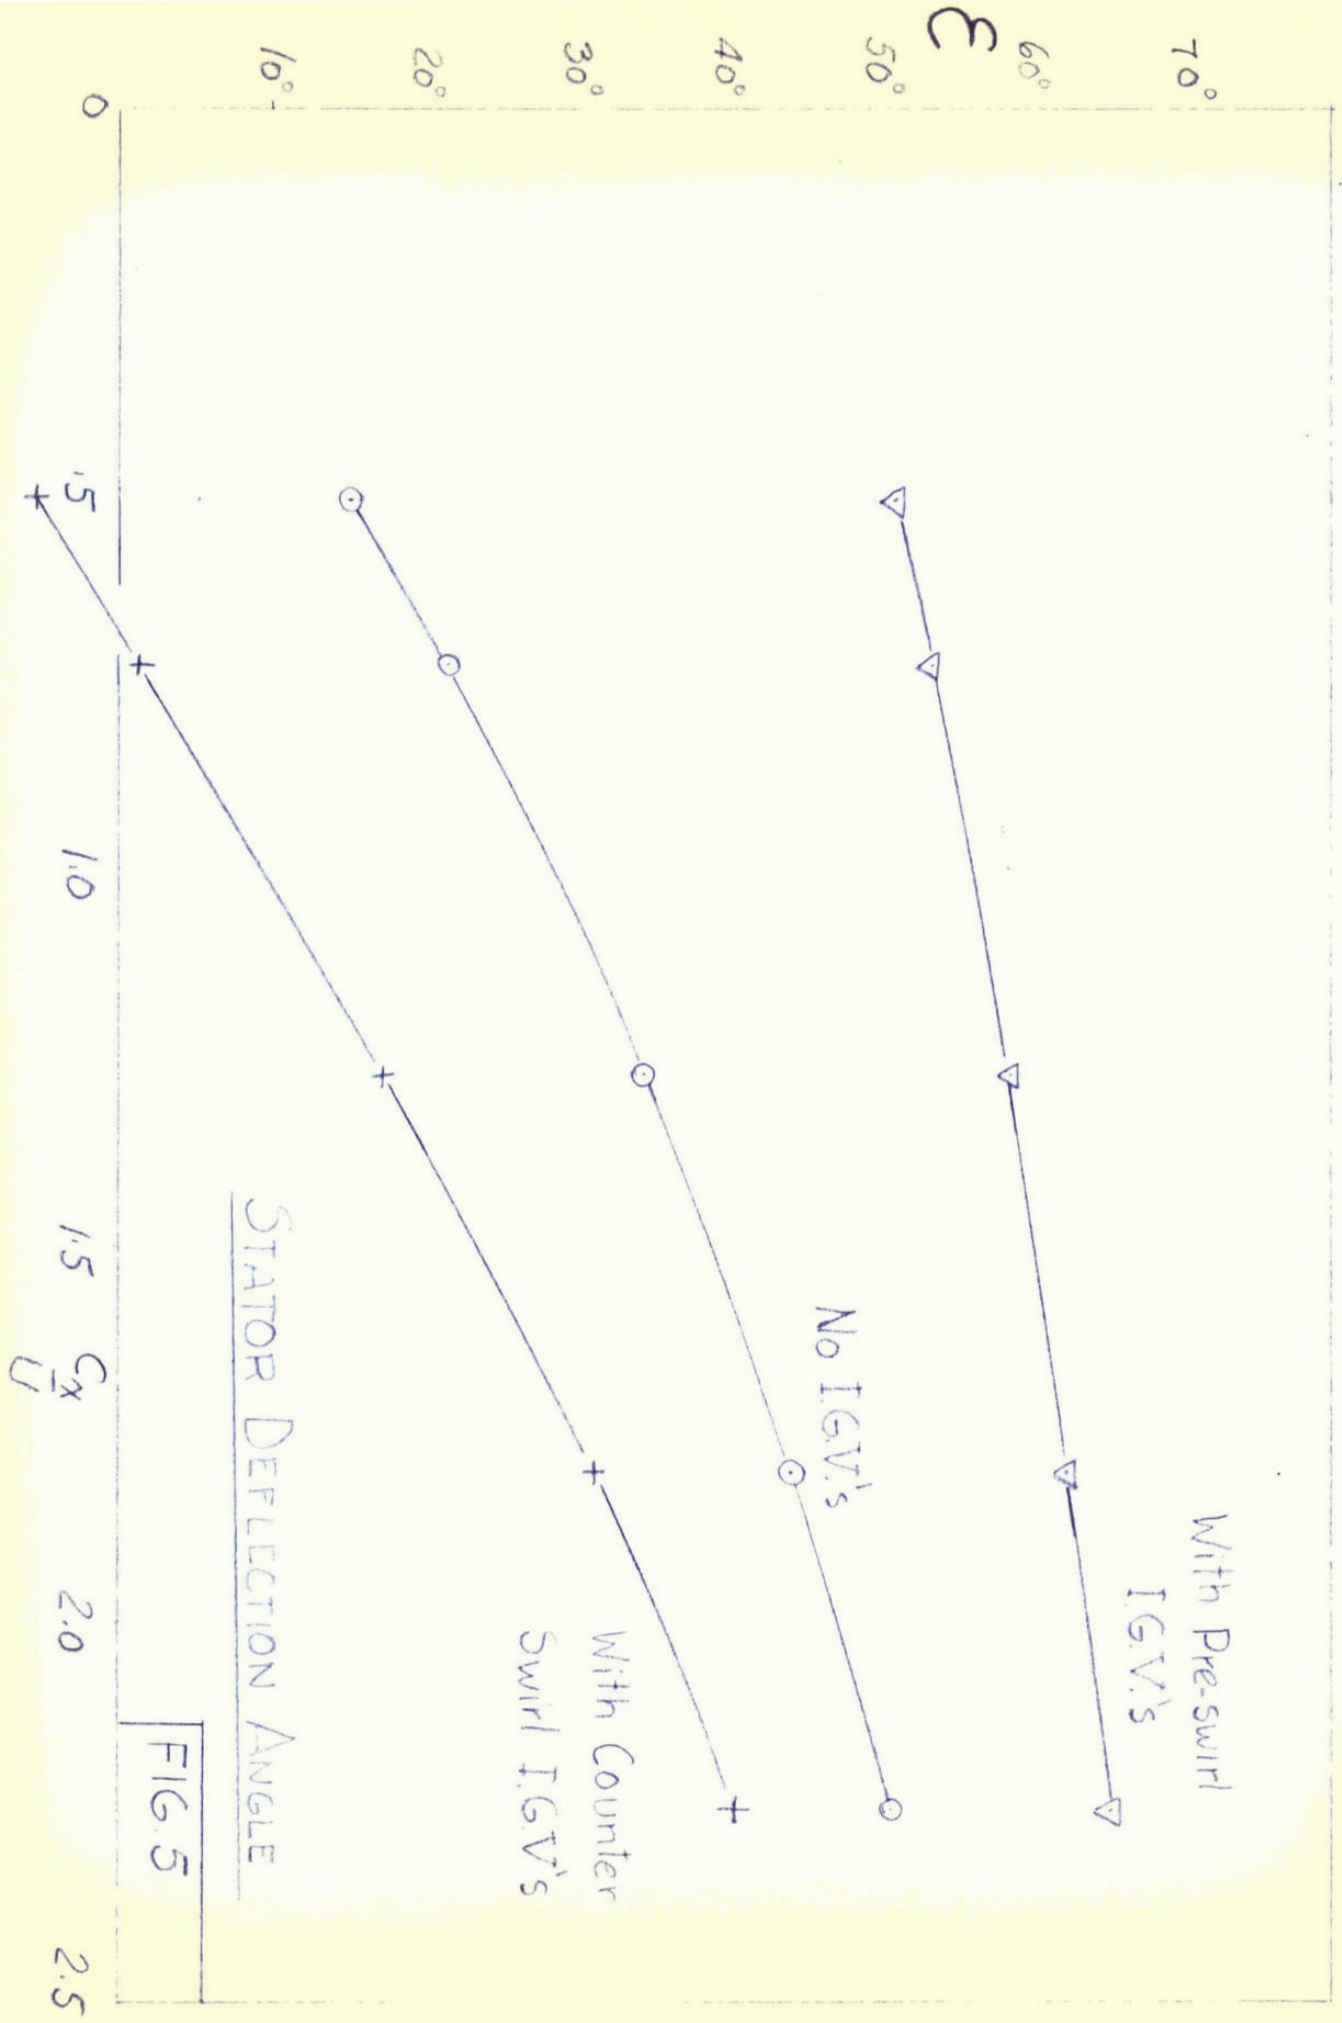 ε
70°
60°
50°
40°
30°
20°
10°
0
.5
1.0
1.5
2.0
2.5
Cx
U
With Pre-swirl
I.G.V.'s
No I.G.V.'s
With Counter
Swirl I.G.V's
STATOR DEFLECTION ANGLE
FIG.5